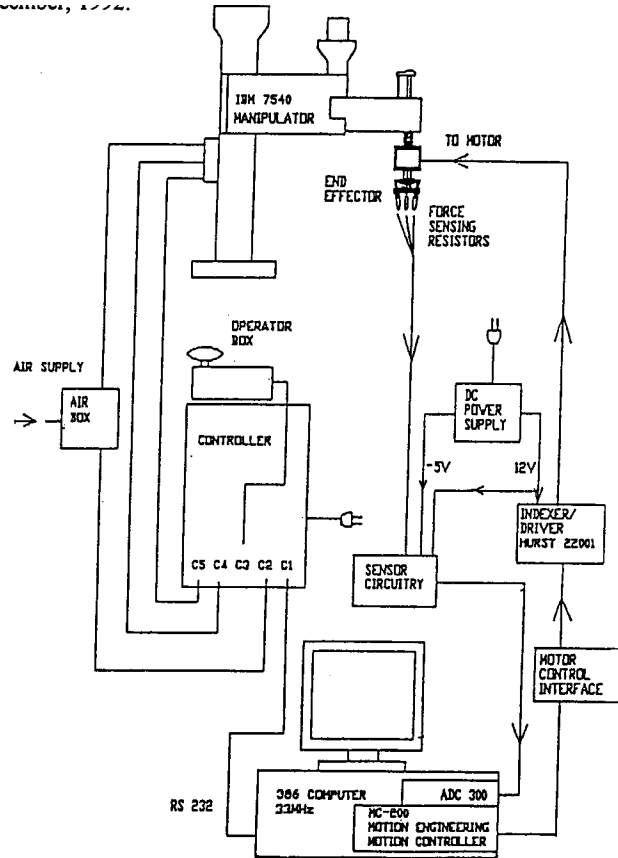 1992.
IBM 7540
MANIPULATOR
TO MOTOR
END
EFFECTOR
FORCE
SENSING
RESISTORS
OPERATOR
BOX
AIR SUPPLY
AIR
BOX
CONTROLLER
DC
POWER
SUPPLY
-5V
12V
INDEXER/
DRIVER
HURST 22001
C5 C4 C3 C2 C1
SENSOR
CIRCUITRY
MOTOR
CONTROL
INTERFACE
RS 232
386 COMPUTER
33MHz
ADC 300
MC-200
MOTION ENGINEERING
MOTION CONTROLLER